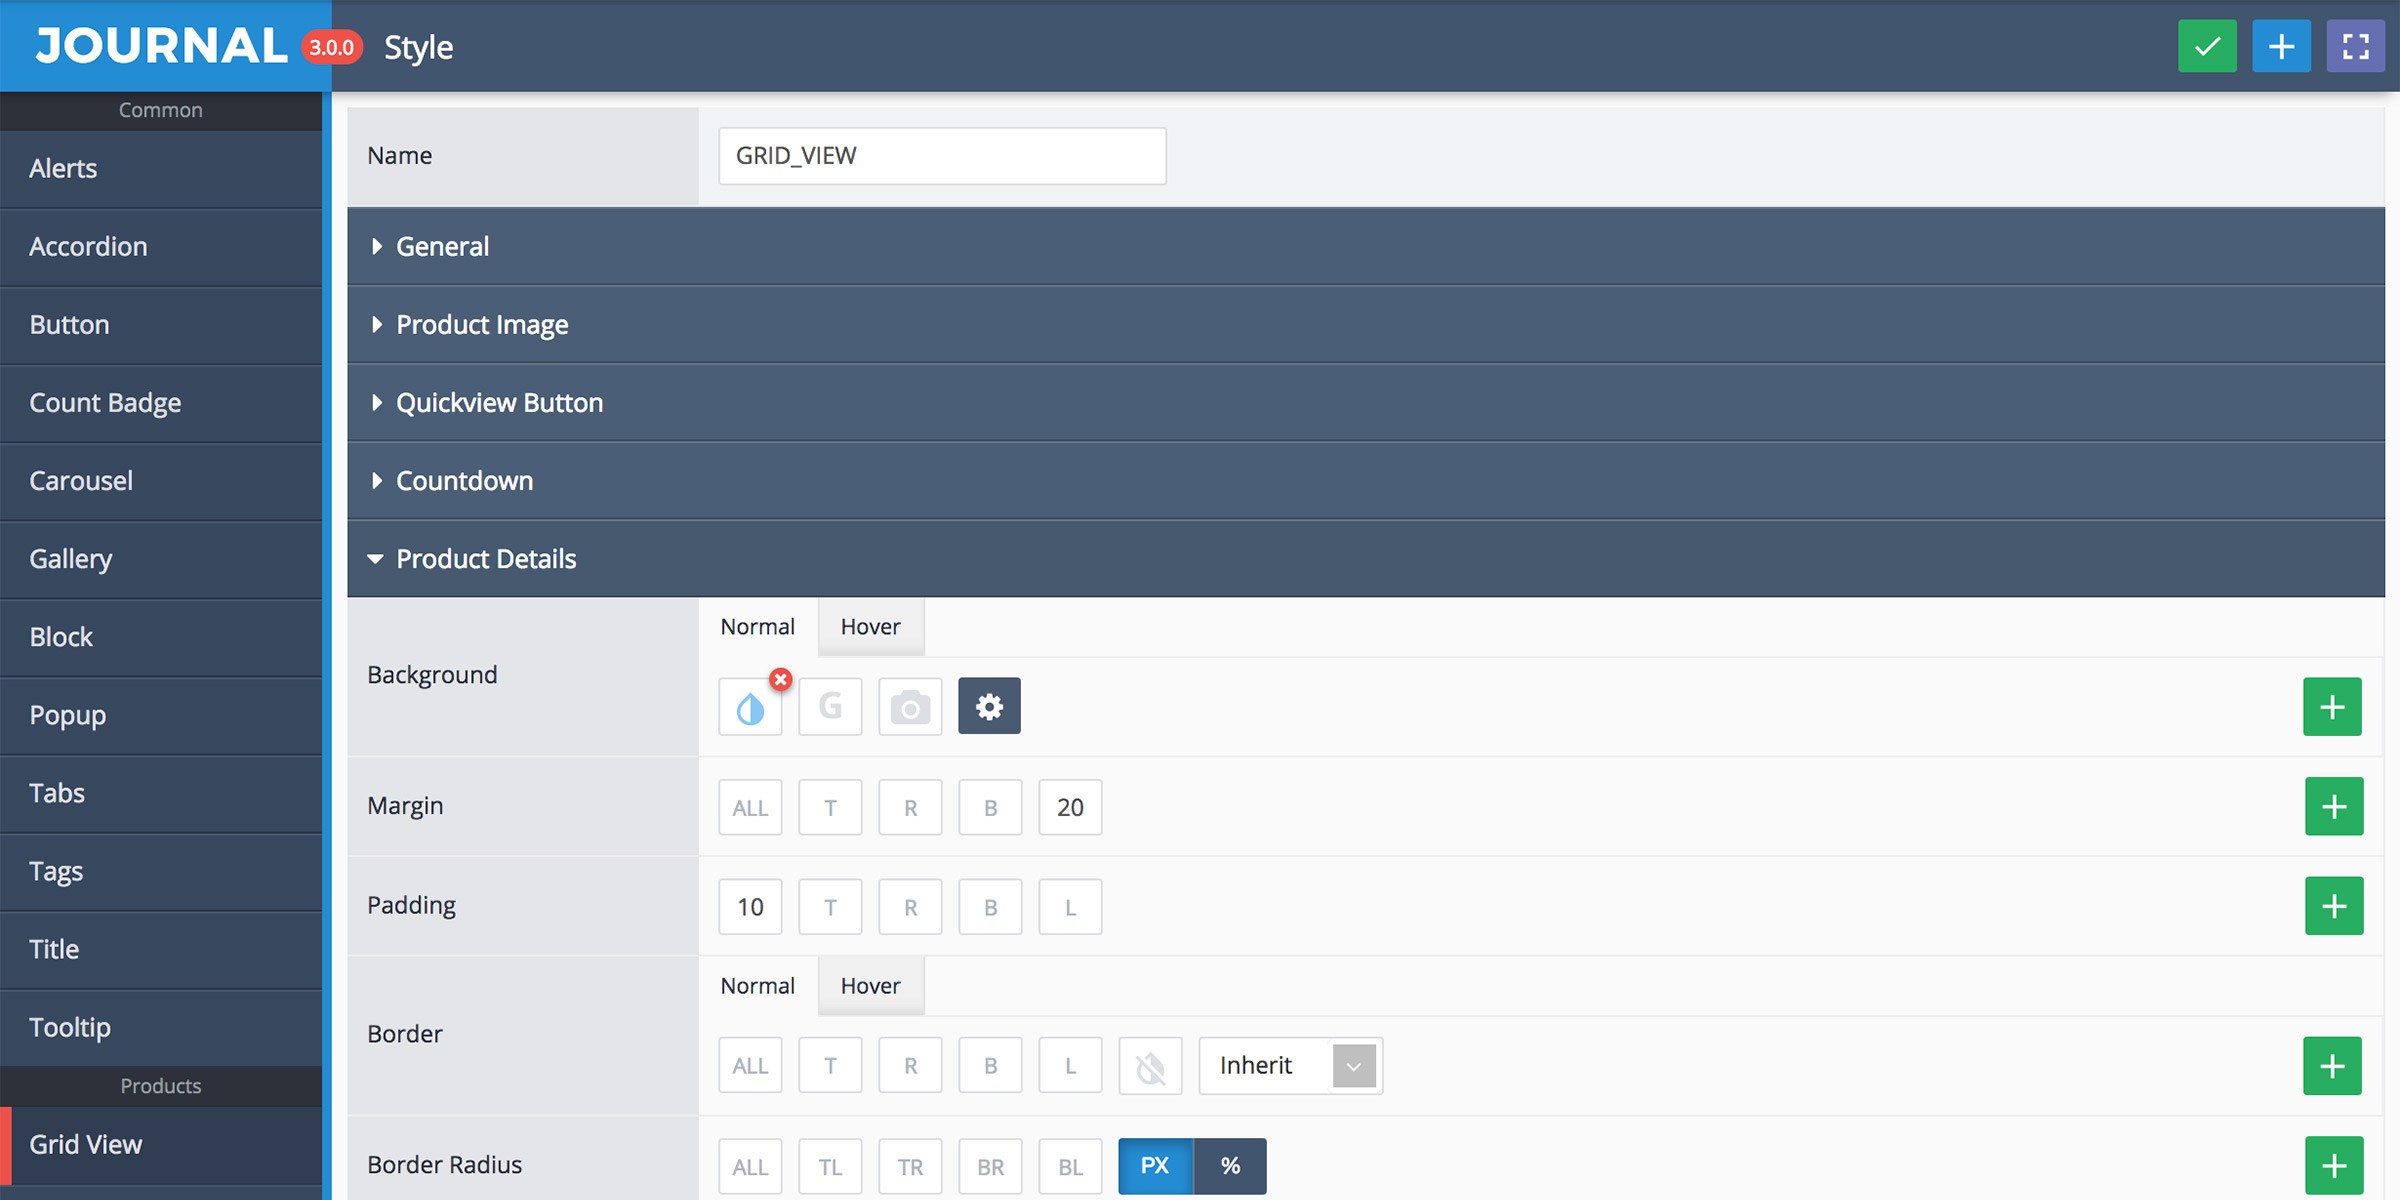 JOURNAL 3.0.0 Style
Common
Alerts
Accordion
Button
Count Badge
Carousel
Gallery
Block
Popup
Tabs
Tags
Title
Tooltip
Products
Grid View
Name GRID_VIEW
General
Product Image
Quickview Button
Countdown
Product Details
Background
Normal Hover
G
Margin ALL T R B 20
Padding 10 T R B L
Border
Normal Hover
ALL T R B L Inherit
Border Radius ALL TL TR BR BL PX %